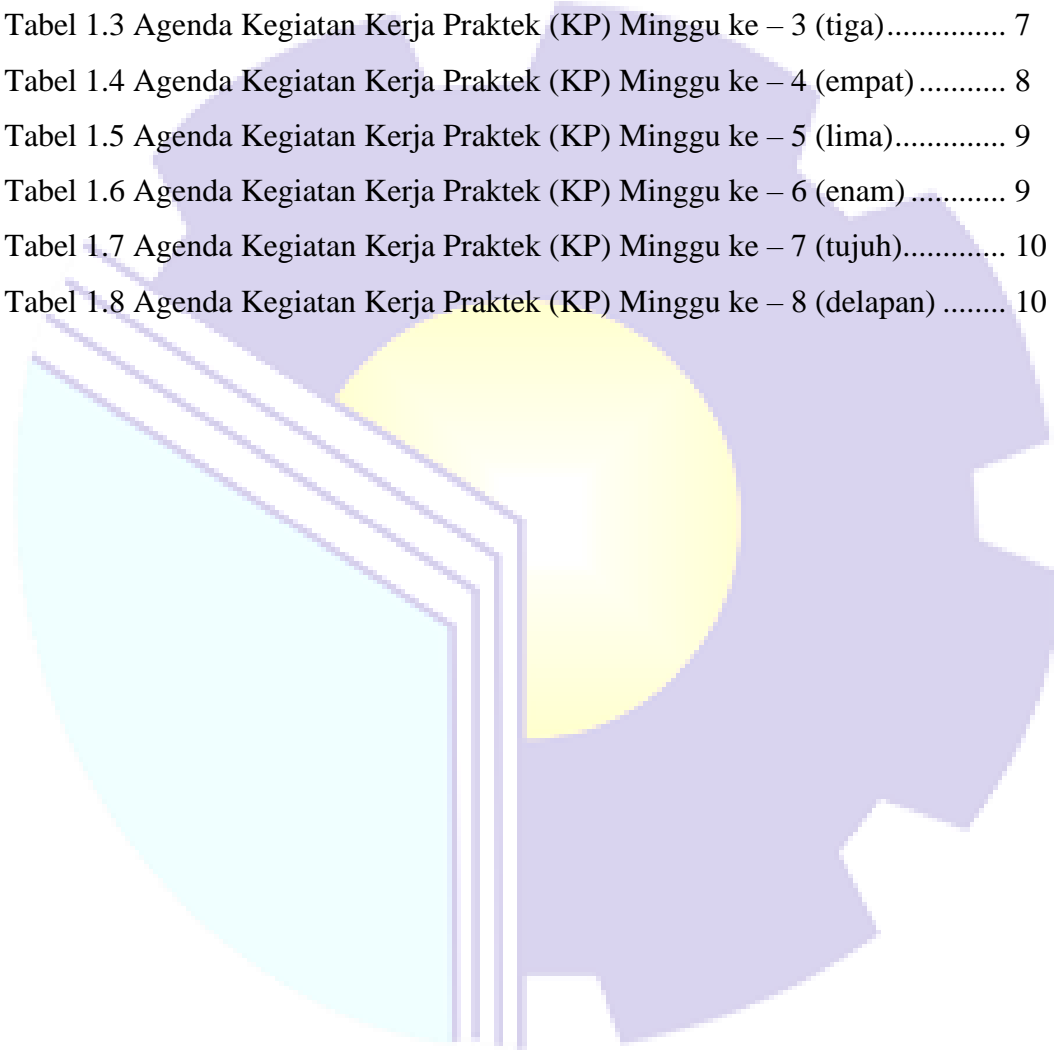 Tabel 1.3 Agenda Kegiatan Kerja Praktek (KP) Minggu ke – 3 (tiga)............... 7
Tabel 1.4 Agenda Kegiatan Kerja Praktek (KP) Minggu ke – 4 (empat)........... 8
Tabel 1.5 Agenda Kegiatan Kerja Praktek (KP) Minggu ke – 5 (lima).............. 9
Tabel 1.6 Agenda Kegiatan Kerja Praktek (KP) Minggu ke – 6 (enam)............ 9
Tabel 1.7 Agenda Kegiatan Kerja Praktek (KP) Minggu ke – 7 (tujuh)............. 10
Tabel 1.8 Agenda Kegiatan Kerja Praktek (KP) Minggu ke – 8 (delapan)........ 10